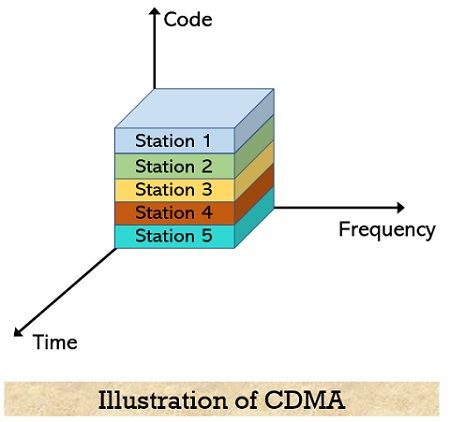 Code
Station 1
Station 2
Station 3
Station 4
Station 5
Frequency
Time
Illustration of CDMA